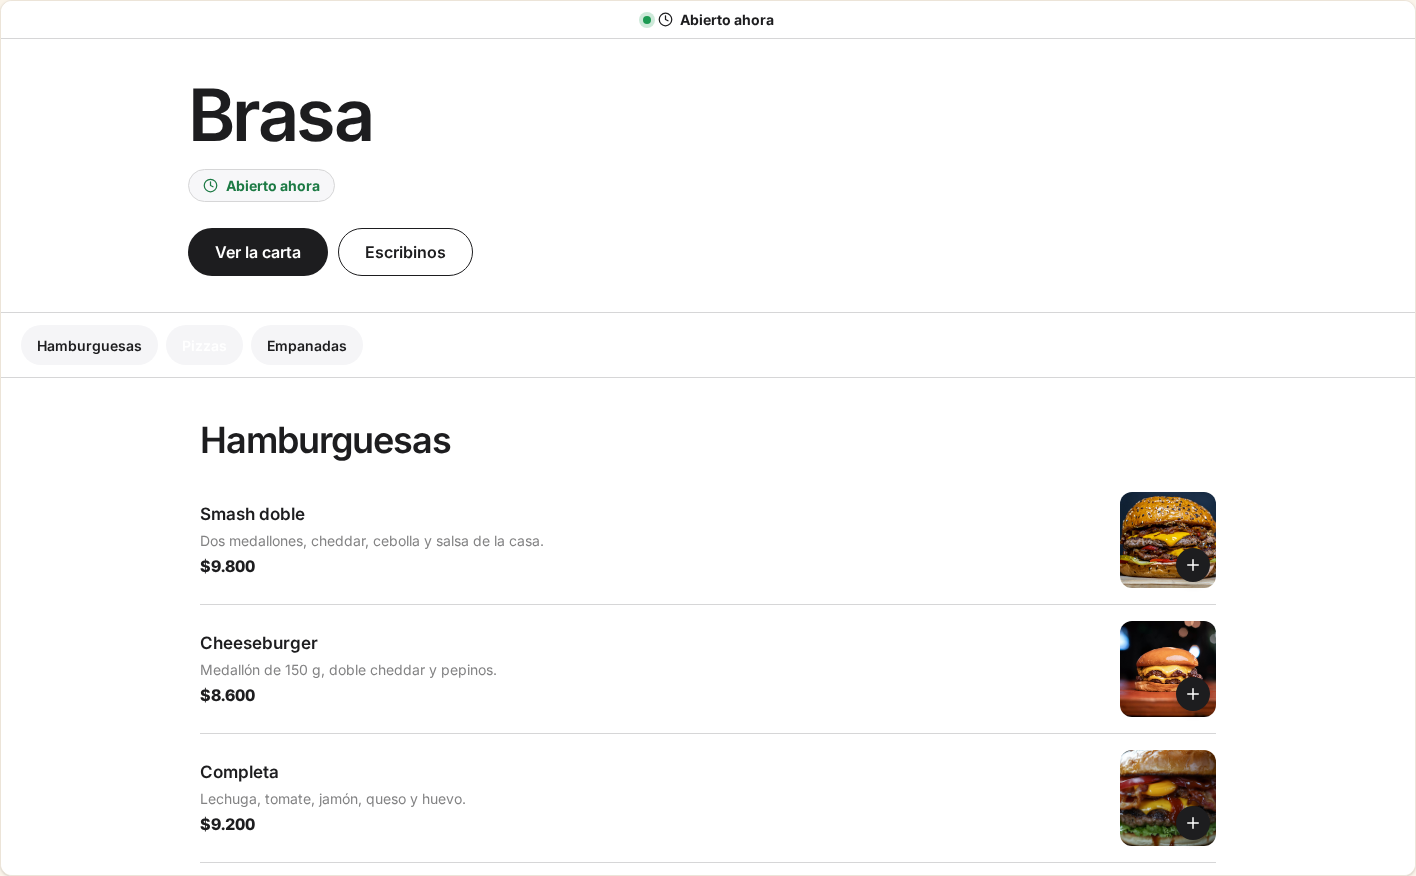 Abierto ahora
Brasa
Abierto ahora
Ver la carta
Escribinos
Hamburguesas
Pizzas
Empanadas
Hamburguesas
Smash doble
Dos medallones, cheddar, cebolla y salsa de la casa.
$9.800
Cheeseburger
Medallón de 150 g, doble cheddar y pepinos.
$8.600
Completa
Lechuga, tomate, jamón, queso y huevo.
$9.200